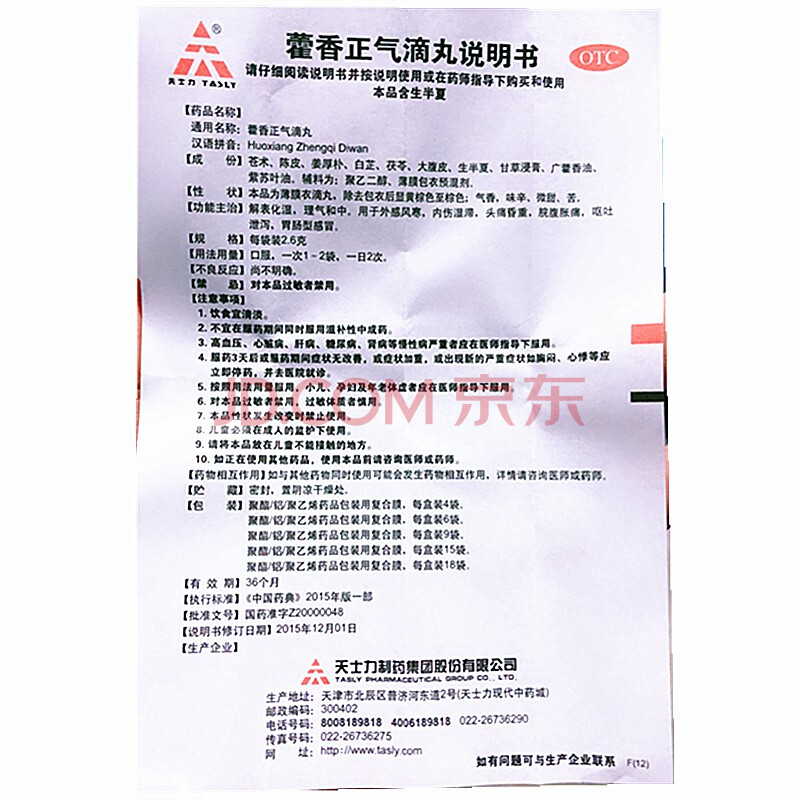 天士力 TASLY
®
藿香正气滴丸说明书
OTC
请仔细阅读说明书并按说明使用或在药师指导下购买和使用
本品含生半夏
【药品名称】
通用名称：藿香正气滴丸
汉语拼音：Huoxiang Zhengqi Diwan
【成 份】苍术、陈皮、姜厚朴、白芷、茯苓、大腹皮、生半夏、甘草浸膏、广藿香油、
紫苏叶油。辅料为：聚乙二醇、薄膜包衣预混剂。
【性 状】本品为薄膜衣滴丸，除去包衣后显黄棕色至棕色；气香，味辛、微甜、苦。
【功能主治】解表化湿，理气和中。用于外感风寒，内伤湿滞，头痛昏重，脘腹胀痛，呕吐
泄泻，胃肠型感冒。
【规 格】每袋装2.6克
【用法用量】口服，一次1-2袋，一日2次。
【不良反应】尚不明确。
【禁 忌】对本品过敏者禁用。
【注意事项】
1. 饮食宜清淡。
2. 不宜在服药期间同时服用滋补性中成药。
3. 高血压、心脏病、肝病、糖尿病、肾病等慢性病严重者应在医师指导下服用。
4. 服药3天后或服药期间症状无改善，或症状加重，或出现新的严重症状如胸闷、心悸等应
立即停药，并去医院就诊。
5. 按照用法用量服用，小儿、孕妇及年老体虚者应在医师指导下服用。
6. 对本品过敏者禁用，过敏体质者慎用。
7. 本品性状发生改变时禁止使用。
8. 儿童必须在成人的监护下使用。
9. 请将本品放在儿童不能接触的地方。
10. 如正在使用其他药品，使用本品前请咨询医师或药师。
JD.COM 京东
【药物相互作用】如与其他药物同时使用可能会发生药物相互作用，详情请咨询医师或药师。
【贮 藏】密封，置阴凉干燥处。
【包 装】聚酯/铝/聚乙烯药品包装用复合膜，每盒装4袋。
聚酯/铝/聚乙烯药品包装用复合膜，每盒装6袋。
聚酯/铝/聚乙烯药品包装用复合膜，每盒装9袋。
聚酯/铝/聚乙烯药品包装用复合膜，每盒装15袋。
聚酯/铝/聚乙烯药品包装用复合膜，每盒装18袋。
【有 效 期】36个月
【执行标准】《中国药典》2015年版一部
【批准文号】国药准字Z20000048
【说明书修订日期】2015年12月01日
【生产企业】
天士力制药集团股份有限公司
TASLY PHARMACEUTICAL GROUP CO., LTD.
生产地址：天津市北辰区普济河东道2号(天士力现代中药城)
邮政编码：300402
电话号码：8008189818 4006189818 022-26736290
传真号码：022-26736275
网 址：http://www.tasly.com
如有问题可与生产企业联系 F(12)